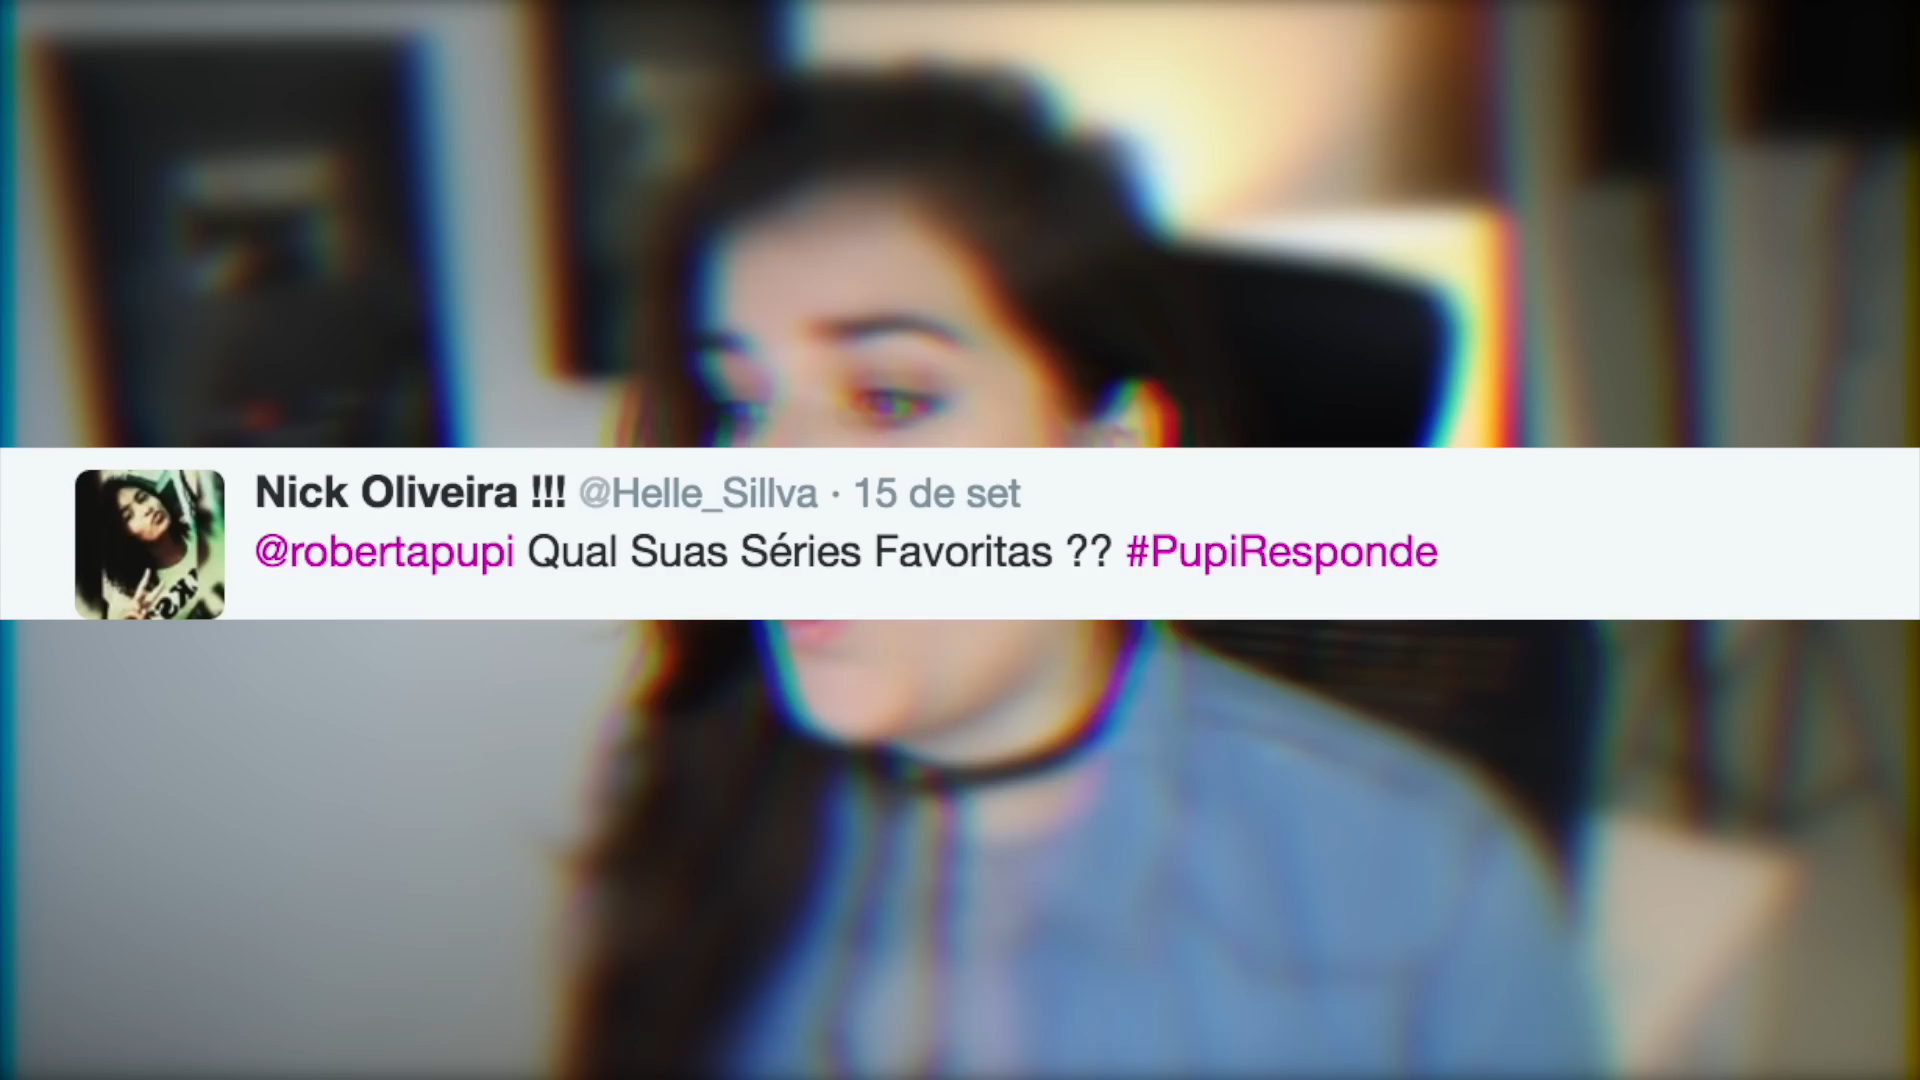 Nick Oliveira !!! @Helle_Sillva · 15 de set
@robertapupi Qual Suas Séries Favoritas ?? #PupiResponde